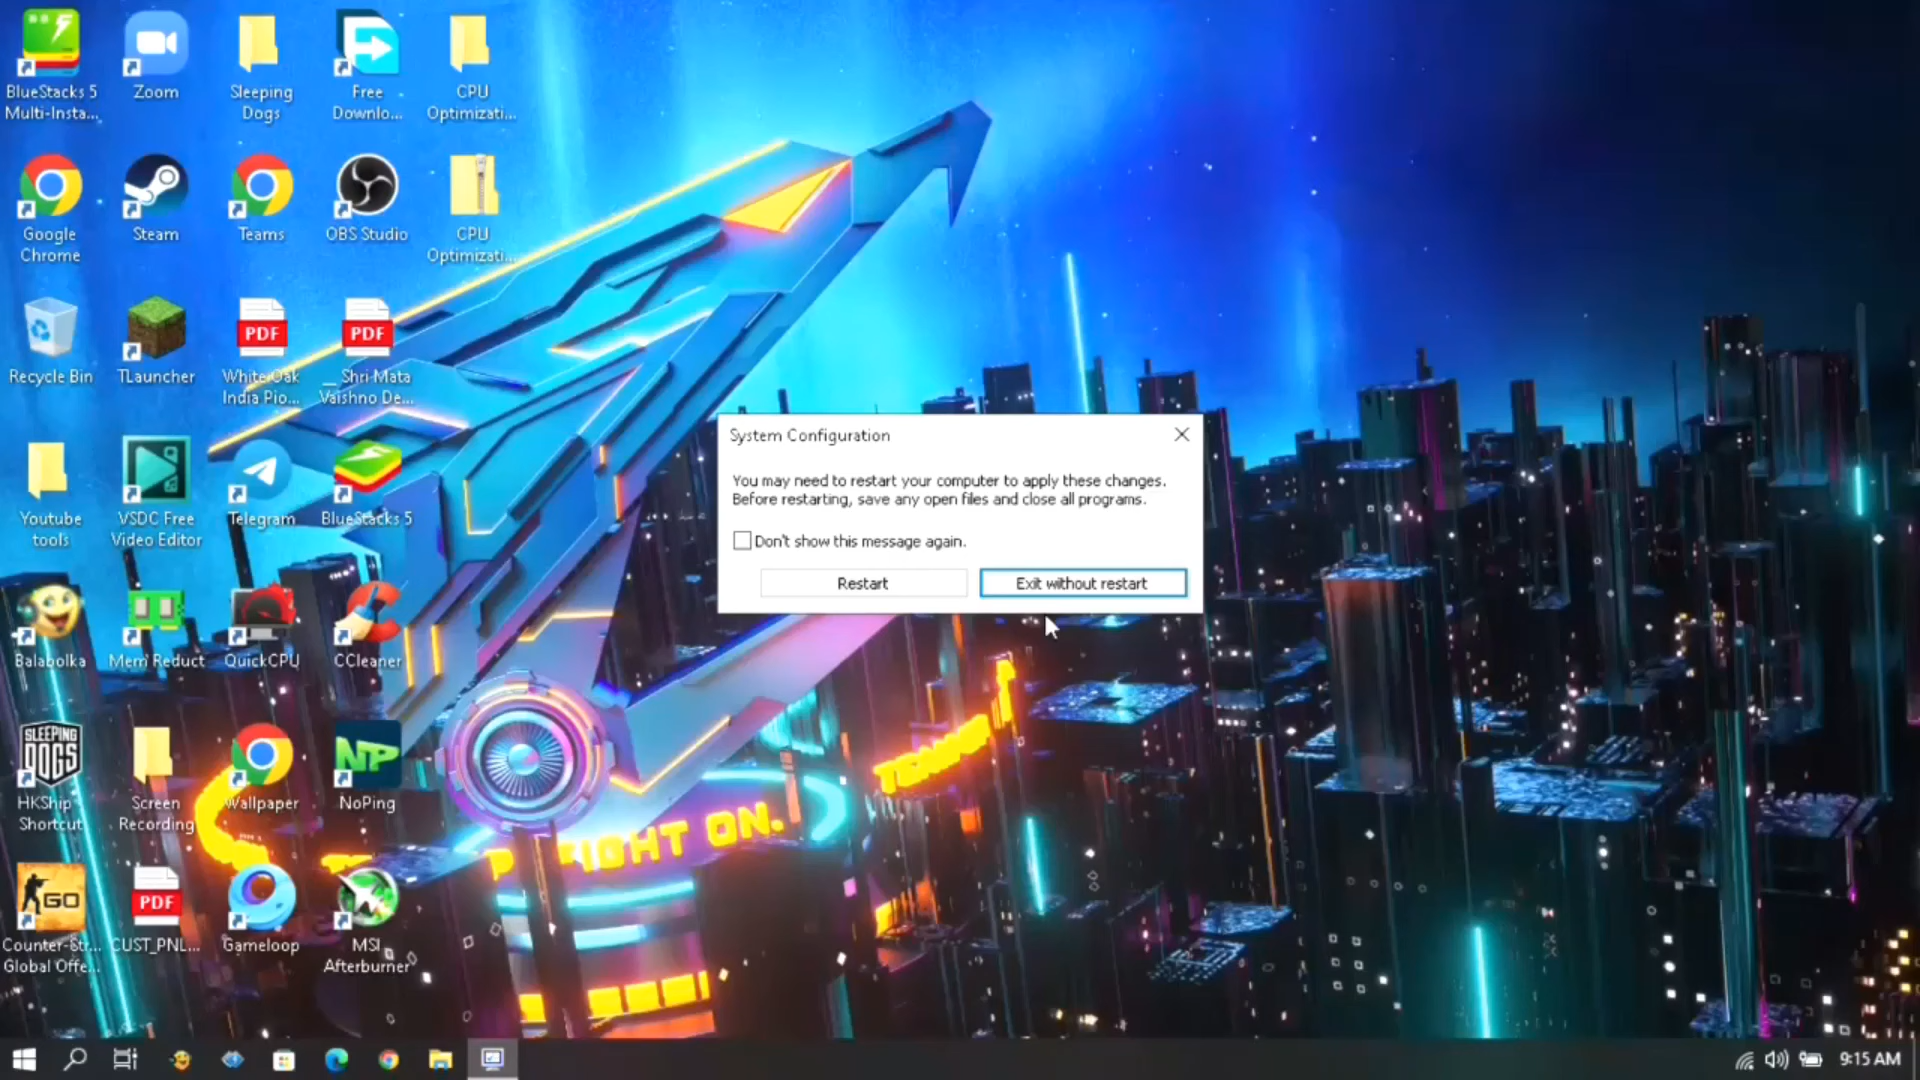 BlueStacks 5
Multi-Insta...
Zoom
Sleeping
Dogs
Free
Downlo...
CPU
Optimizati...
Google
Chrome
Steam
Teams
OBS Studio
CPU
Optimizati...
Recycle Bin
TLauncher
PDF
White Oak
India Pio...
PDF
__ Shri Mata
Vaishno De...
Youtube
tools
VSDC Free
Video Editor
Telegram
BlueStacks 5
Balabolka
Mem Reduct
QuickCPU
CCleaner
SLEEPING
DOGS
HKShip -
Shortcut
Screen
Recording
Wallpaper
NP
NoPing
GO
Counter-Str...
Global Offe...
PDF
CUST_PNL...
Gameloop
MSI
Afterburner
System Configuration
You may need to restart your computer to apply these changes.
Before restarting, save any open files and close all programs.
Don't show this message again.
Restart
Exit without restart
ON.
9:15 AM